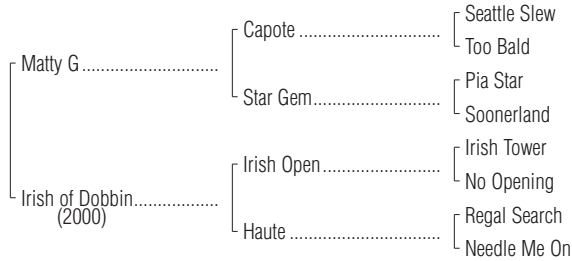 Seattle Slew
Capote
Too Bald
Matty G
Pia Star
Star Gem
Soonerland
Irish Tower
Irish Open
No Opening
Irish of Dobbin
(2000)
Regal Search
Haute
Needle Me On